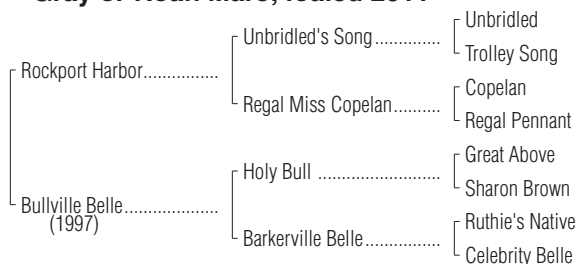 Unbridled
Unbridled's Song..............
Trolley Song
Rockport Harbor................
Copelan
Regal Miss Copelan..........
Regal Pennant
Great Above
Holy Bull ..........................
Sharon Brown
Bullville Belle....................
(1997)
Ruthie's Native
Barkerville Belle................
Celebrity Belle